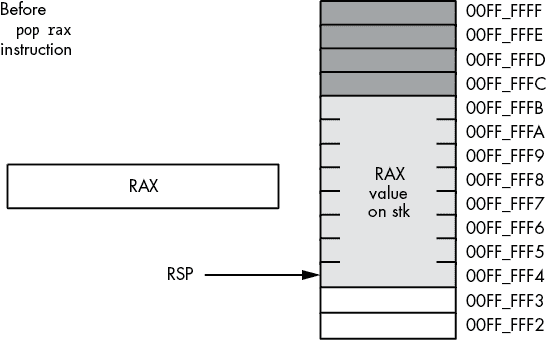 Before
pop rax
instruction
RAX
RSP
RAX
value
on stk
00FF_FFFF
00FF_FFFE
00FF_FFFD
00FF_FFFC
00FF_FFFB
00FF_FFFA
00FF_FFF9
00FF_FFF8
00FF_FFF7
00FF_FFF6
00FF_FFF5
00FF_FFF4
00FF_FFF3
00FF_FFF2